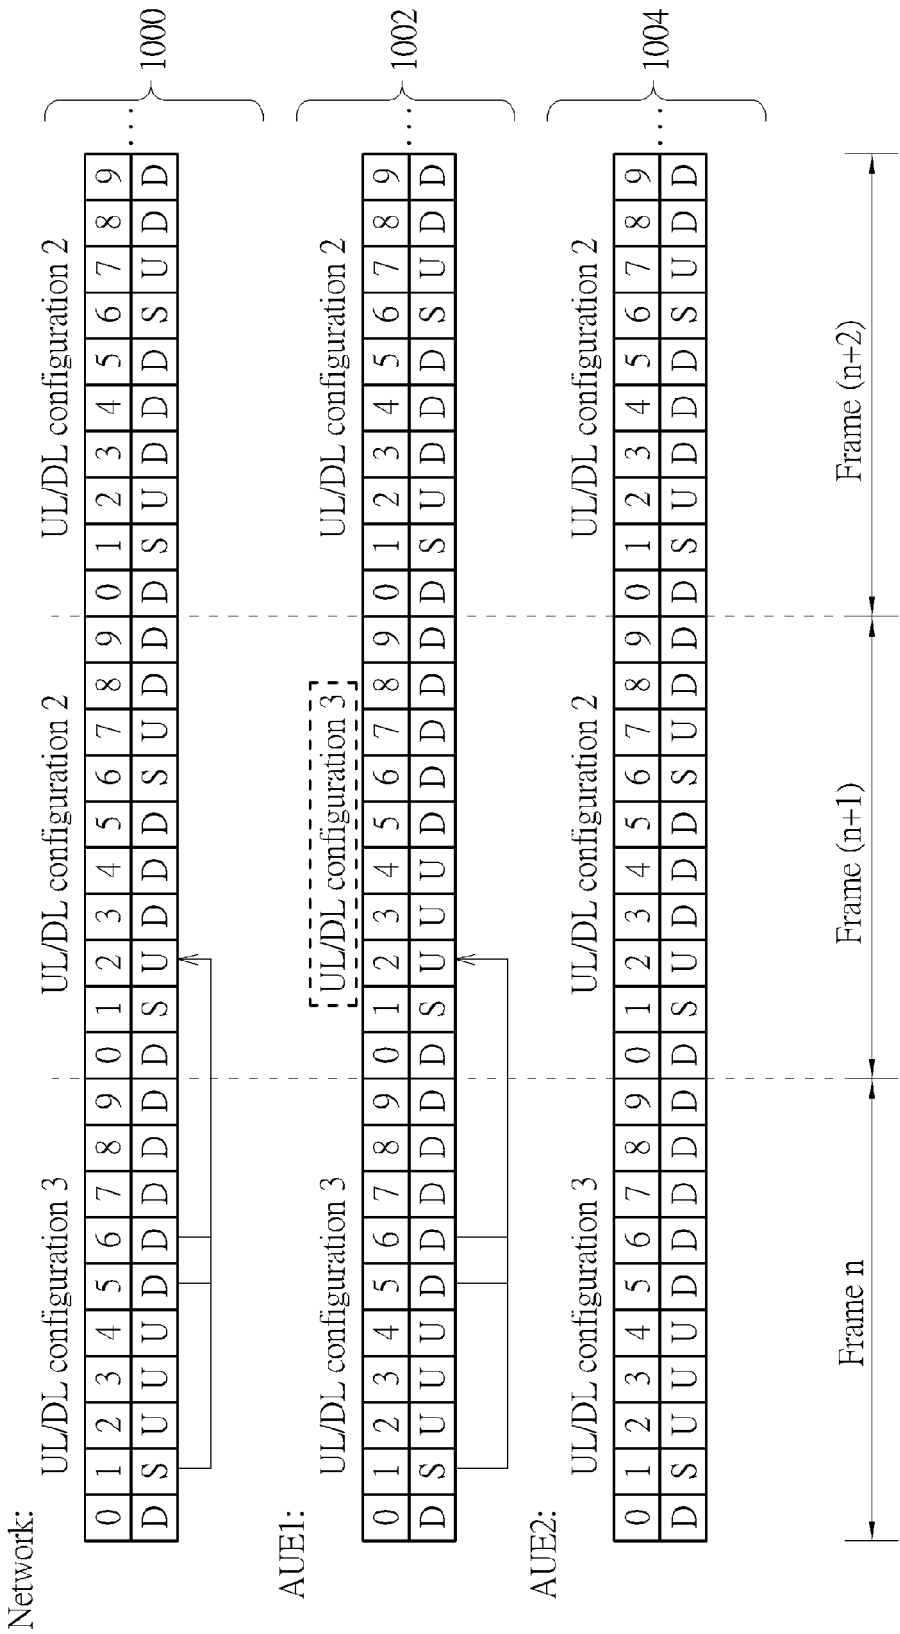 Network:
UL/DL configuration 3 UL/DL configuration 2 UL/DL configuration 2
0 1 2 3 4 5 6 7 8 9 0 1 2 3 4 5 6 7 8 9 0 1 2 3 4 5 6 7 8 9
D S U U U D D D D D D S U D D D S U D D D S U D D D S U D D ... 1000
AUE1:
UL/DL configuration 3 UL/DL configuration 3 UL/DL configuration 2
0 1 2 3 4 5 6 7 8 9 0 1 2 3 4 5 6 7 8 9 0 1 2 3 4 5 6 7 8 9
D S U U U D D D D D D S U U U D D D D D D S U D D D S U D D ... 1002
AUE2:
UL/DL configuration 3 UL/DL configuration 2 UL/DL configuration 2
0 1 2 3 4 5 6 7 8 9 0 1 2 3 4 5 6 7 8 9 0 1 2 3 4 5 6 7 8 9
D S U U U D D D D D D S U D D D S U D D D S U D D D S U D D ... 1004
Frame n Frame (n+1) Frame (n+2)